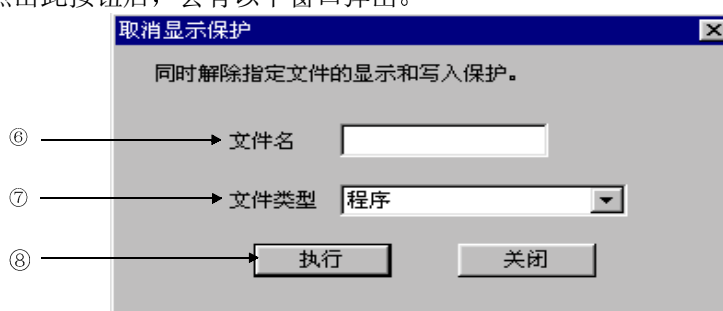 点击此按钮后，会有以下窗口弹出。
取消显示保护
同时解除指定文件的显示和写入保护。
⑥ 文件名
⑦ 文件类型 程序
⑧ 执行 关闭